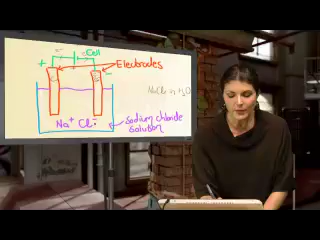 + e⁻ Cell -
Electrodes
C C
NaCl in H₂O
Na⁺ Cl⁻
Sodium chloride
solution